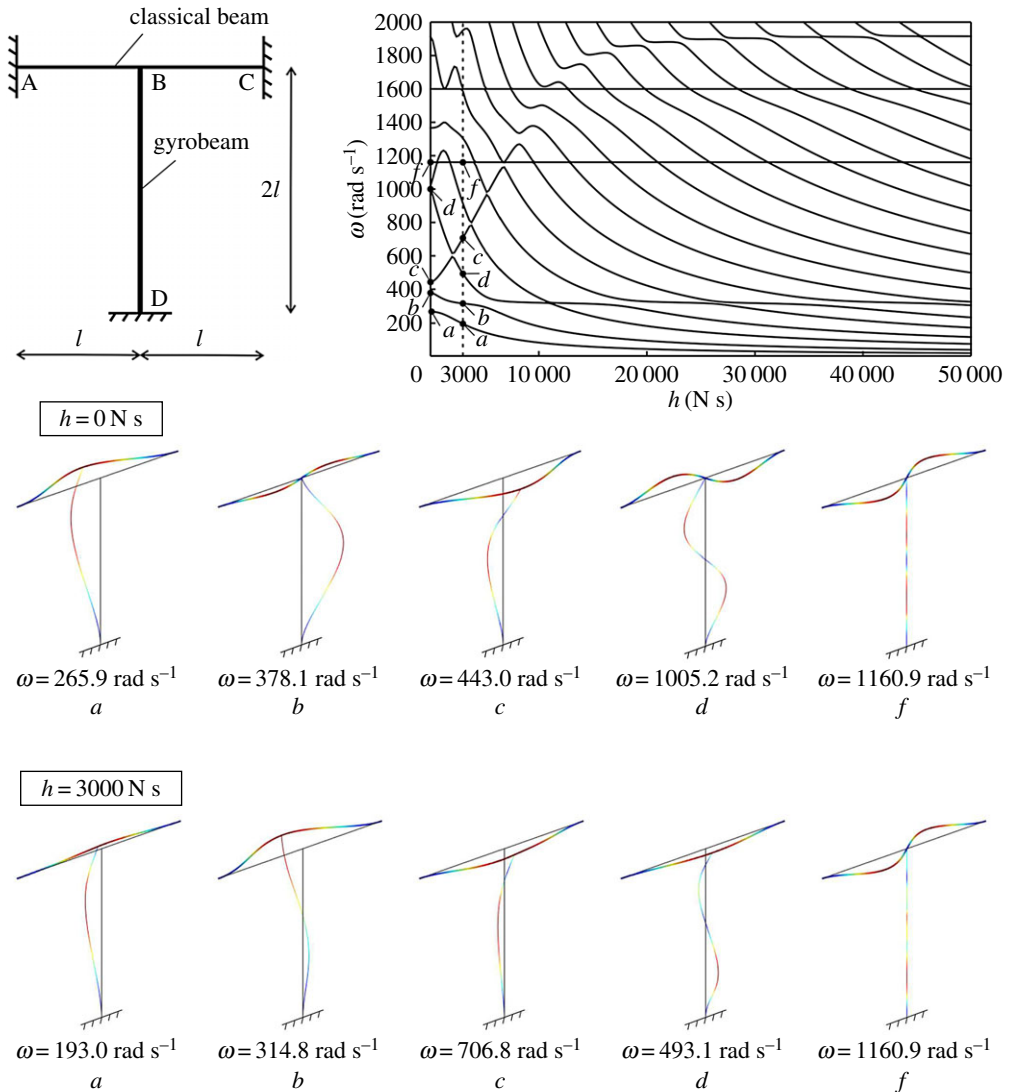 classical beam
A
B
C
gyrobeam
2l
D
l
l
2000
1800
1600
1400
1200
1000
800
600
400
200
ω (rad s⁻¹)
f
f
d
c
c
d
b
b
a
a
0
3000
10 000
20 000
30 000
40 000
50 000
h (N s)
h = 0 N s
ω = 265.9 rad s⁻¹
a
ω = 378.1 rad s⁻¹
b
ω = 443.0 rad s⁻¹
c
ω = 1005.2 rad s⁻¹
d
ω = 1160.9 rad s⁻¹
f
h = 3000 N s
ω = 193.0 rad s⁻¹
a
ω = 314.8 rad s⁻¹
b
ω = 706.8 rad s⁻¹
c
ω = 493.1 rad s⁻¹
d
ω = 1160.9 rad s⁻¹
f